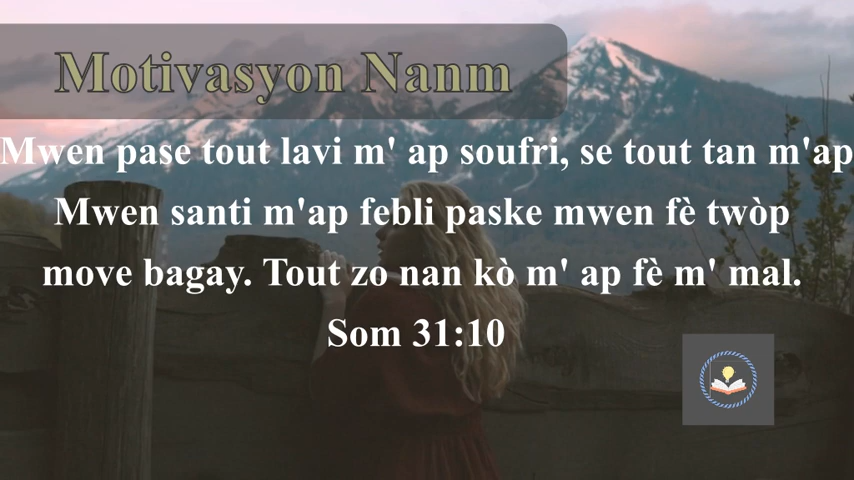 Motivasyon Nanm
Mwen pase tout lavi m' ap soufri, se tout tan m'ap
Mwen santi m'ap febli paske mwen fè twòp
move bagay. Tout zo nan kò m' ap fè m' mal.
Som 31:10